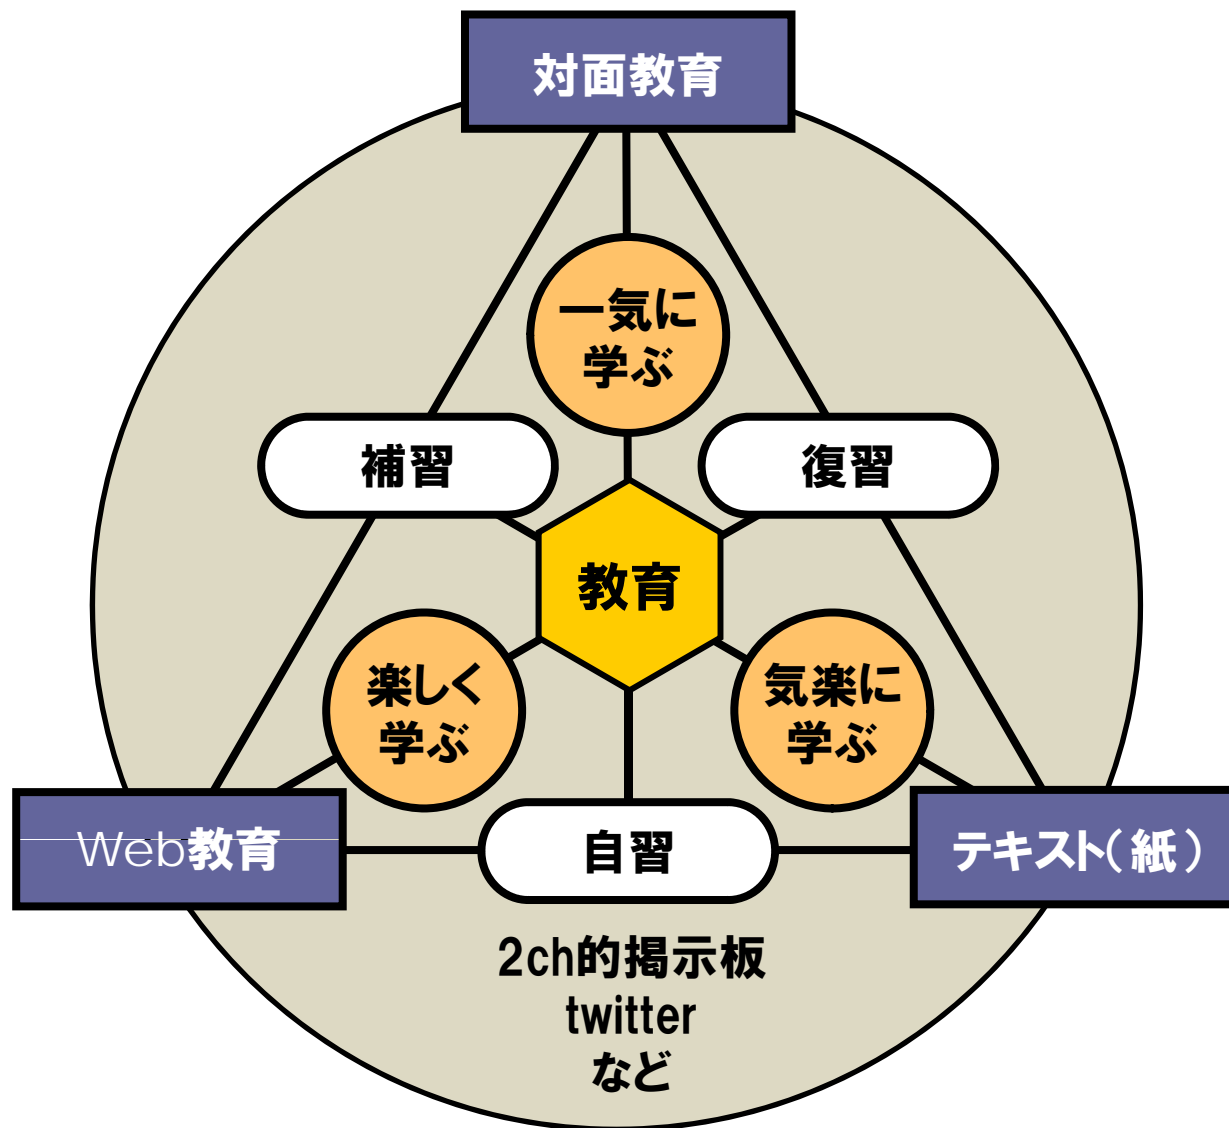 対面教育
一気に
学ぶ
補習
復習
教育
楽しく
学ぶ
気楽に
学ぶ
Web教育
自習
テキスト(紙)
2ch的掲示板
twitter
など